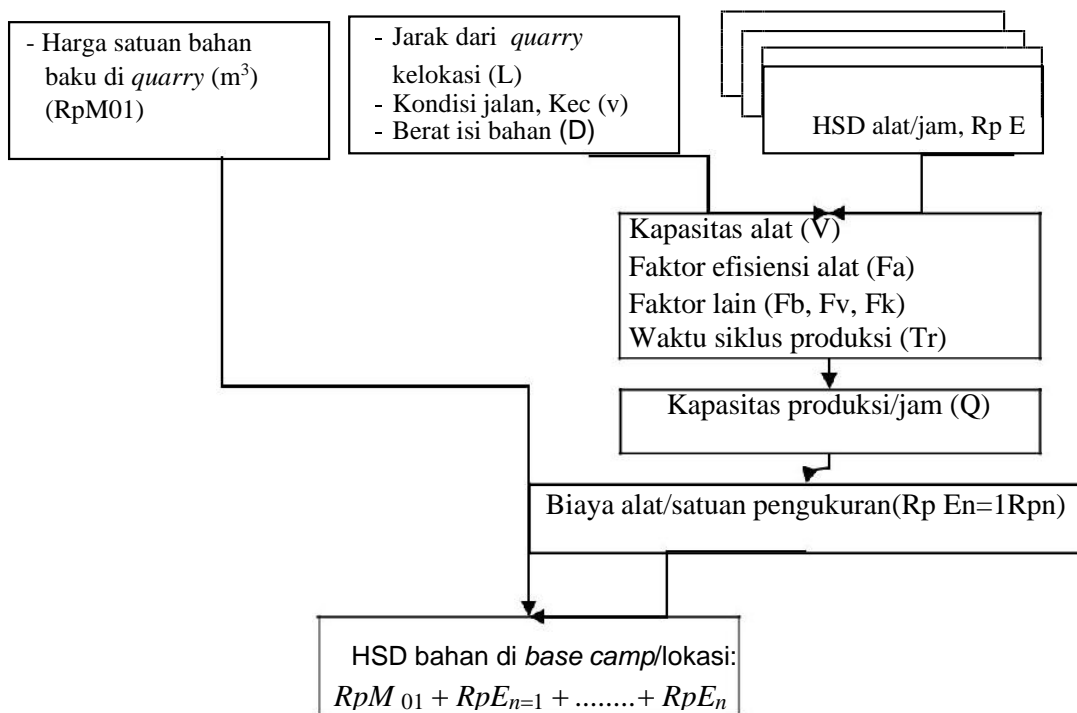 - Harga satuan bahan
baku di quarry (m³)
(RpM01)
- Jarak dari quarry
kelokasi (L)
- Kondisi jalan, Kec (v)
- Berat isi bahan (D)
HSD alat/jam, Rp E
Kapasitas alat (V)
Faktor efisiensi alat (Fa)
Faktor lain (Fb, Fv, Fk)
Waktu siklus produksi (Tr)
Kapasitas produksi/jam (Q)
Biaya alat/satuan pengukuran(Rp En=1Rpn)
HSD bahan di base camp/lokasi:
RpM 01 + RpEn=1 + ........+ RpEn